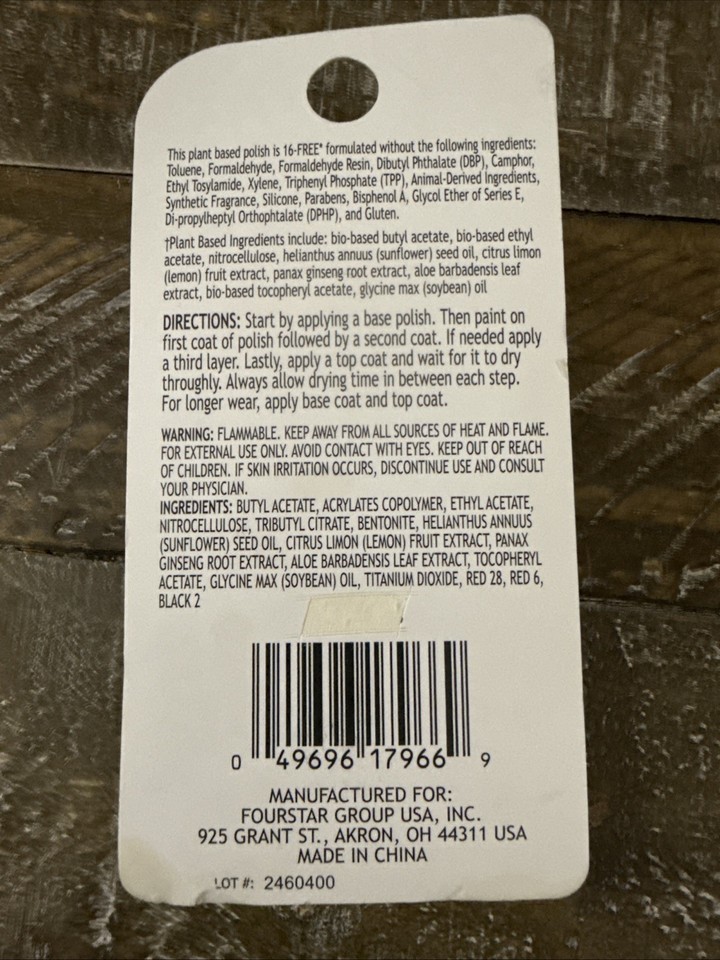 This plant based polish is 16-FREE* formulated without the following ingredients:
Toluene, Formaldehyde, Formaldehyde Resin, Dibutyl Phthalate (DBP), Camphor,
Ethyl Tosylamide, Xylene, Triphenyl Phosphate (TPP), Animal-Derived Ingredients,
Synthetic Fragrance, Silicone, Parabens, Bisphenol A, Glycol Ether of Series E,
Di-propylheptyl Orthophtalate (DPHP), and Gluten.
†Plant Based Ingredients include: bio-based butyl acetate, bio-based ethyl
acetate, nitrocellulose, helianthus annuus (sunflower) seed oil, citrus limon
(lemon) fruit extract, panax ginseng root extract, aloe barbadensis leaf
extract, bio-based tocopheryl acetate, glycine max (soybean) oil
DIRECTIONS: Start by applying a base polish. Then paint on
first coat of polish followed by a second coat. If needed apply
a third layer. Lastly, apply a top coat and wait for it to dry
throughly. Always allow drying time in between each step.
For longer wear, apply base coat and top coat.
WARNING: FLAMMABLE. KEEP AWAY FROM ALL SOURCES OF HEAT AND FLAME.
FOR EXTERNAL USE ONLY. AVOID CONTACT WITH EYES. KEEP OUT OF REACH
OF CHILDREN. IF SKIN IRRITATION OCCURS, DISCONTINUE USE AND CONSULT
YOUR PHYSICIAN.
INGREDIENTS: BUTYL ACETATE, ACRYLATES COPOLYMER, ETHYL ACETATE,
NITROCELLULOSE, TRIBUTYL CITRATE, BENTONITE, HELIANTHUS ANNUUS
(SUNFLOWER) SEED OIL, CITRUS LIMON (LEMON) FRUIT EXTRACT, PANAX
GINSENG ROOT EXTRACT, ALOE BARBADENSIS LEAF EXTRACT, TOCOPHERYL
ACETATE, GLYCINE MAX (SOYBEAN) OIL, TITANIUM DIOXIDE, RED 28, RED 6,
BLACK 2
0 49696 17966 9
MANUFACTURED FOR:
FOURSTAR GROUP USA, INC.
925 GRANT ST., AKRON, OH 44311 USA
MADE IN CHINA
LOT #: 2460400